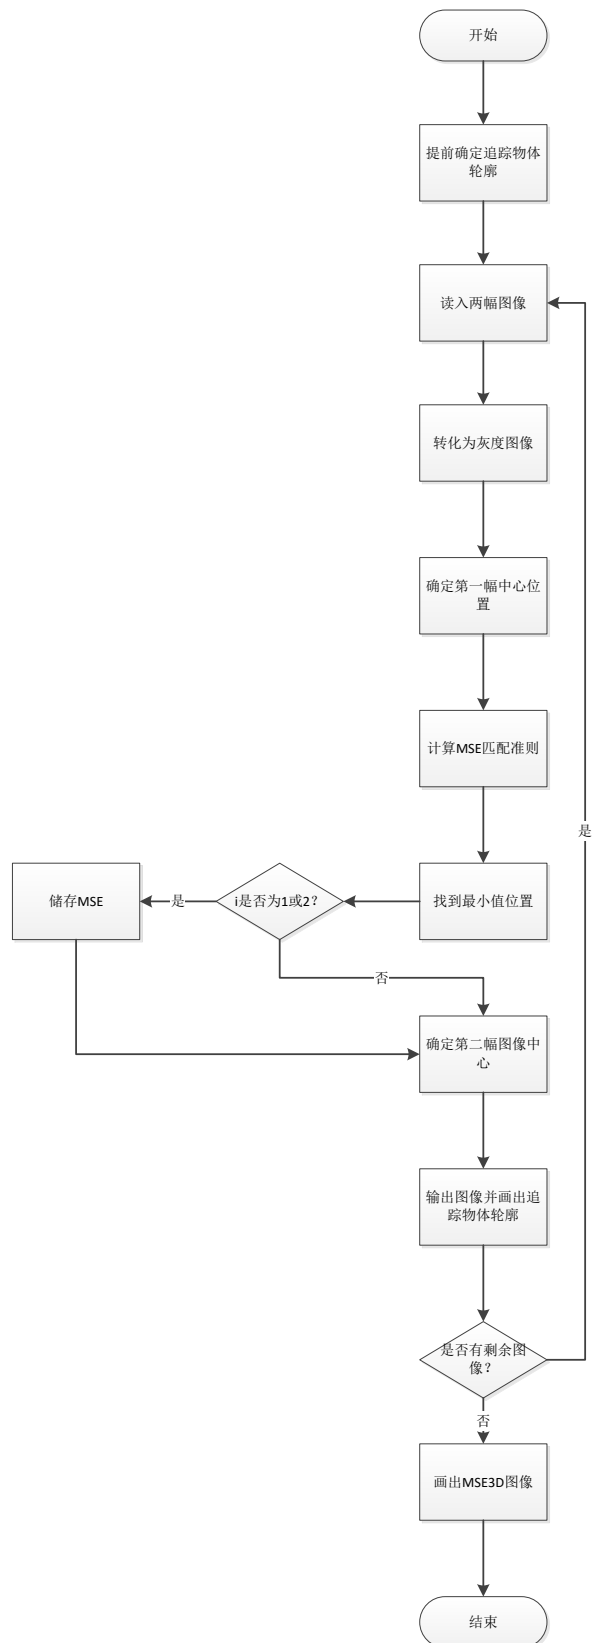 开始
提前确定追踪物体
轮廓
读入两幅图像
转化为灰度图像
确定第一幅中心位
置
计算MSE匹配准则
是
储存MSE
是
i是否为1或2?
找到最小值位置
否
确定第二幅图像中
心
输出图像并画出追
踪物体轮廓
是否有剩余图
像?
否
画出MSE3D图像
结束